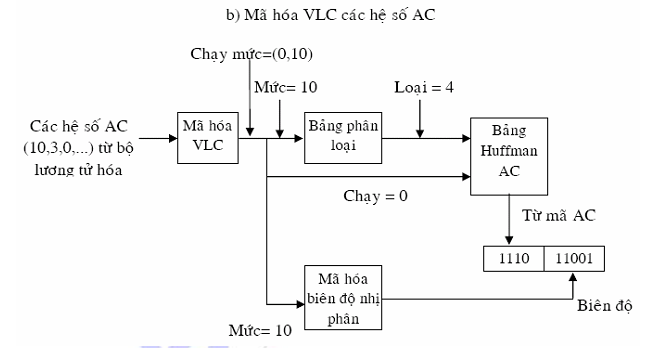 b) Mã hóa VLC các hệ số AC
Chạy mức=(0,10)
Mức= 10
Loại = 4
Các hệ số AC
(10,3,0,...) từ bộ
lương tử hóa
Mã hóa
VLC
Bảng phân
loại
Bảng
Huffman
AC
Chạy = 0
Từ mã AC
1110
11001
Mã hóa
biên độ nhị
phân
Biên độ
Mức= 10